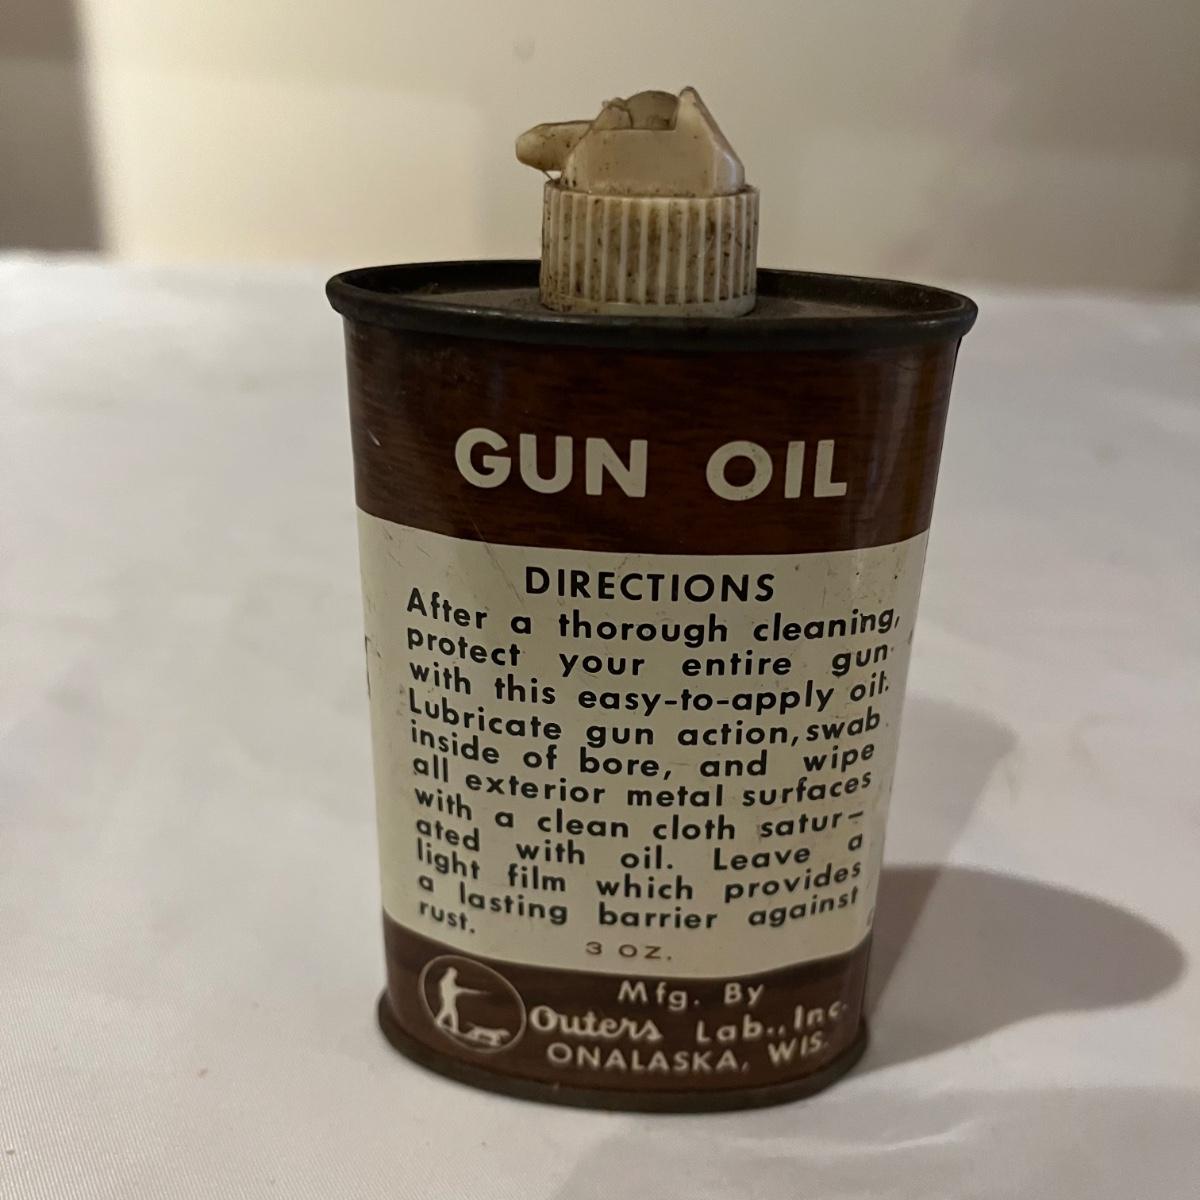 GUN OIL
DIRECTIONS
After a thorough cleaning,
protect your entire gun
with this easy-to-apply oil.
Lubricate gun action, swab
inside of bore, and wipe
all exterior metal surfaces
with a clean cloth satur-
ated with oil. Leave a
light film which provides
a lasting barrier against
rust.
3 OZ.
Mfg. By
Outers Lab., Inc.
ONALASKA, WIS.